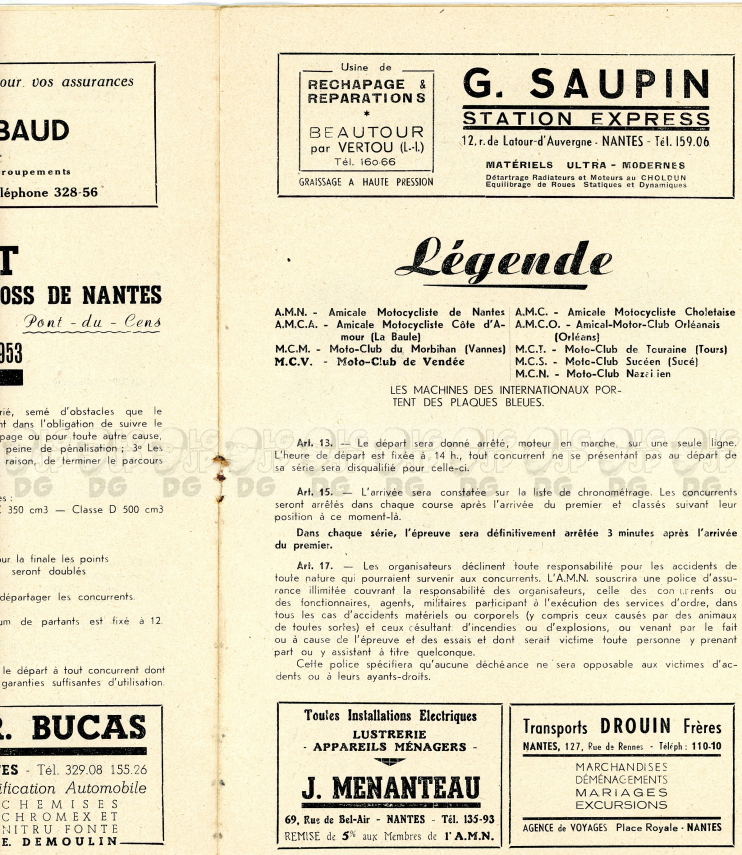 our vos assurances
BAUD
roupements
léphone 328-56
T
OSS DE NANTES
Pont - du - Cens
953
rié, semé d'obstacles que le
nt dans l'obligation de suivre le
page ou pour toute autre cause,
peine de pénalisation ; 3º Les
raison, de terminer le parcours
es :
C 350 cm3 — Classe D 500 cm3
ur la finale les points
seront doublés
départager les concurrents.
um de partants est fixé à 12.
le départ à tout concurrent dont
garanties suffisantes d'utilisation.
R. BUCAS
TES - Tél. 329.08 155.26
ification Automobile
CHEMISES
CHROMEX ET
NITRU FONTE
E. DEMOULIN
Usine de
RECHAPAGE &
REPARATIONS
*
BEAUTOUR
par VERTOU (L.-I.)
Tél. 160-66
GRAISSAGE A HAUTE PRESSION
G. SAUPIN
STATION EXPRESS
12, r. de Latour-d'Auvergne - NANTES - Tél. 159.06
MATÉRIELS ULTRA - MODERNES
Détartrage Radiateurs et Moteurs au CHOLDUN
Equilibrage de Roues Statiques et Dynamiques
Légende
A.M.N. - Amicale Motocycliste de Nantes
A.M.C.A. - Amicale Motocycliste Côte d'A-
mour (La Baule)
M.C.M. - Moto-Club du Morbihan (Vannes)
M.C.V. - Moto-Club de Vendée
A.M.C. - Amicale Motocycliste Choletaise
A.M.C.O. - Amical-Motor-Club Orléanais
(Orléans)
M.C.T. - Moto-Club de Touraine (Tours)
M.C.S. - Moto-Club Sucéen (Sucé)
M.C.N. - Moto-Club Nazairien
LES MACHINES DES INTERNATIONAUX POR-
TENT DES PLAQUES BLEUES.
Art. 13. — Le départ sera donné arrêté, moteur en marche, sur une seule ligne.
L'heure de départ est fixée à 14 h., tout concurrent ne se présentant pas au départ de
sa série sera disqualifié pour celle-ci.
Art. 15. — L'arrivée sera constatée sur la liste de chronométrage. Les concurrents
seront arrêtés dans chaque course après l'arrivée du premier et classés suivant leur
position à ce moment-là.
Dans chaque série, l'épreuve sera définitivement arrêtée 3 minutes après l'arrivée
du premier.
Art. 17. — Les organisateurs déclinent toute responsabilité pour les accidents de
toute nature qui pourraient survenir aux concurrents. L'A.M.N. souscrira une police d'assu-
rance illimitée couvrant la responsabilité des organisateurs, celle des concurrents ou
des fonctionnaires, agents, militaires participant à l'exécution des services d'ordre, dans
tous les cas d'accidents matériels ou corporels (y compris ceux causés par des animaux
de toutes sortes) et ceux résultant d'incendies ou d'explosions, ou venant par le fait
ou à cause de l'épreuve et des essais et dont serait victime toute personne y prenant
part ou y assistant à titre quelconque.
Cette police spécifiera qu'aucune déchéance ne sera opposable aux victimes d'ac-
dents ou à leurs ayants-droits.
Toutes Installations Electriques
LUSTRERIE
- APPAREILS MÉNAGERS -
J. MENANTEAU
69, Rue de Bel-Air - NANTES - Tél. 135-93
REMISE de 5% aux Membres de l'A.M.N.
Transports DROUIN Frères
NANTES, 127, Rue de Rennes - Téléph : 110-10
MARCHANDISES
DÉMÉNAGEMENTS
MARIAGES
EXCURSIONS
AGENCE de VOYAGES Place Royale - NANTES